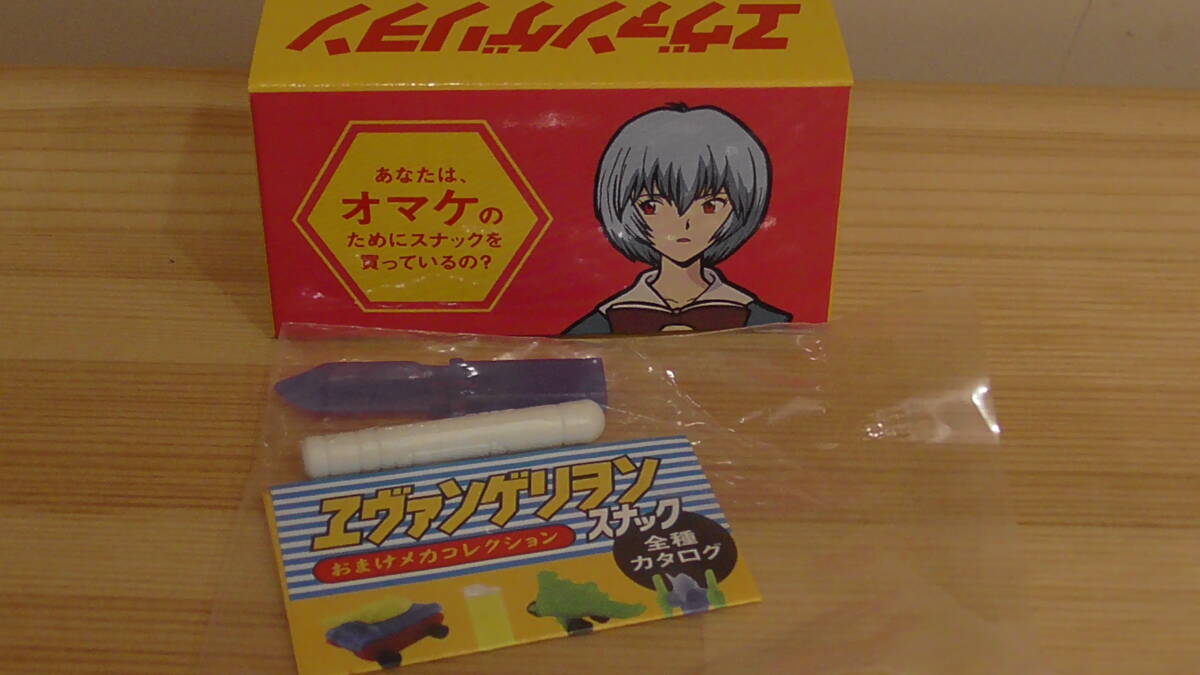 ヱヴァンゲリヲン
あなたは、
オマケの
ためにスナックを
買っているの?
ヱヴァンゲリヲン
スナック
おまけメカコレクション
全種
カタログ